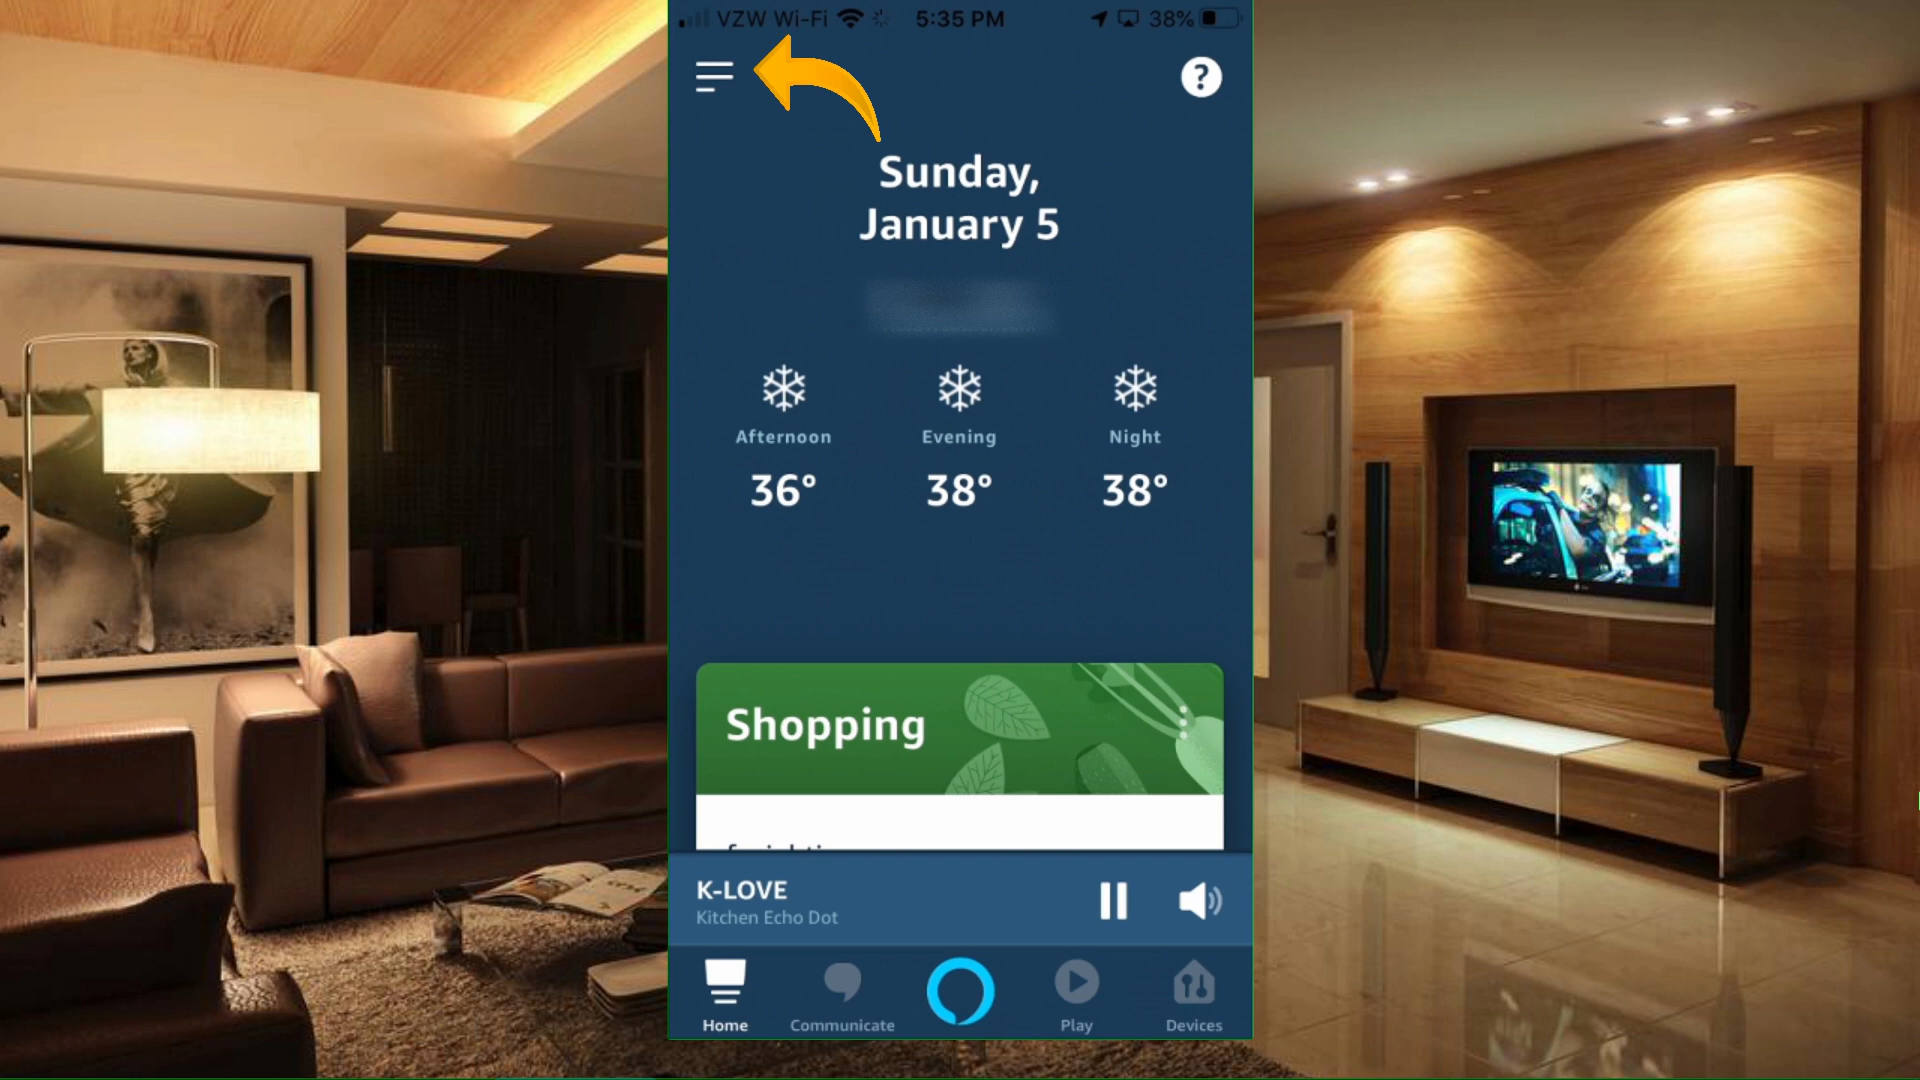 VZW Wi-Fi 5:35 PM 38%
?
Sunday,
January 5
Afternoon Evening Night
36° 38° 38°
Shopping
K-LOVE
Kitchen Echo Dot
Home Communicate Play Devices